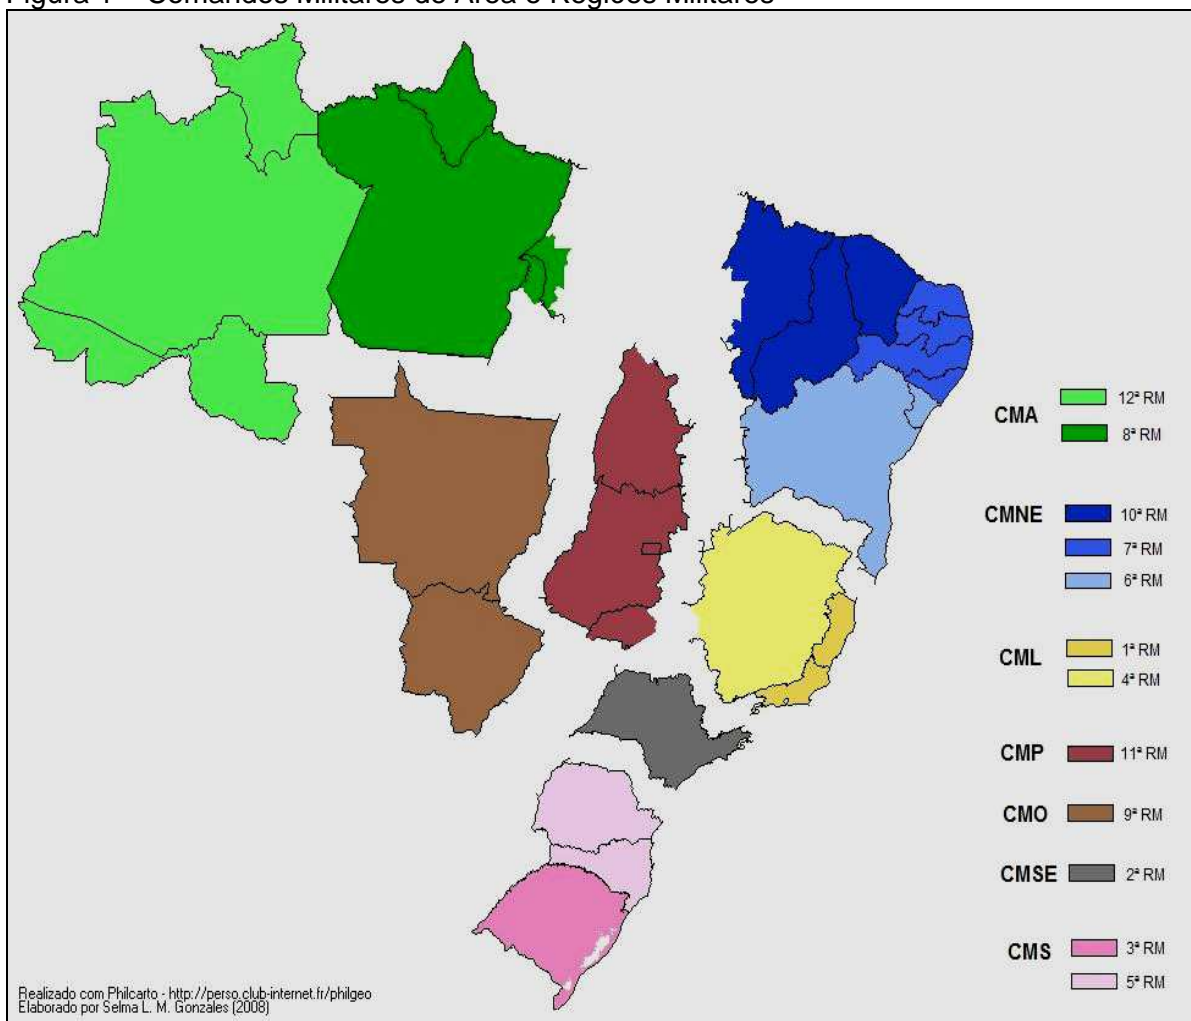 Figura 1 – Comandos Militares de Área e Regiões Militares
CMA
12ª RM
8ª RM
CMNE
10ª RM
7ª RM
6ª RM
CML
1ª RM
4ª RM
CMP
11ª RM
CMO
9ª RM
CMSE
2ª RM
CMS
3ª RM
5ª RM
Realizado com Philcarto - http://perso.club-internet.fr/philgeo
Elaborado por Selma L. M. Gonzales (2008)